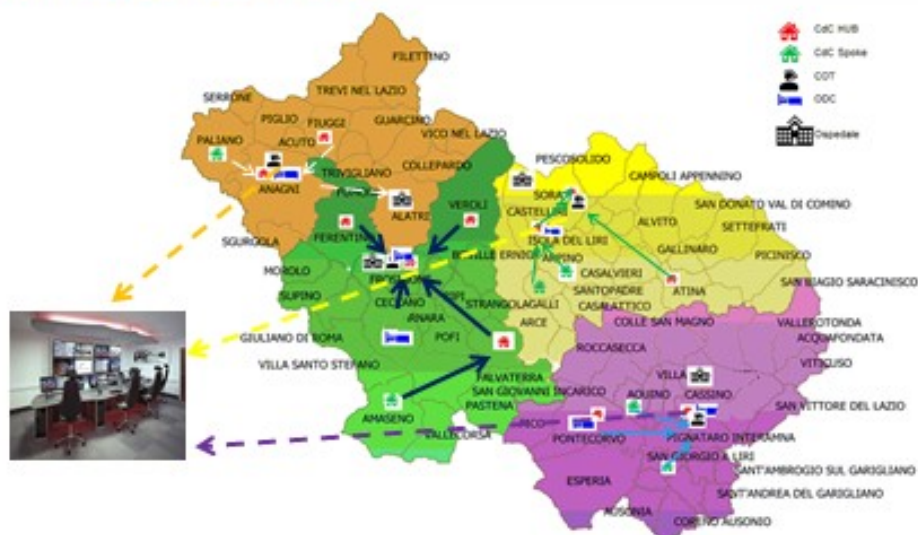 CdC HUB
CdC Spoke
COT
ODC
Ospedale
FILETTINO
TREVI NEL LAZIO
SERRONE
PIGLIO
FIUGGI
GUARCINO
PALIANO
ACUTO
VICO NEL LAZIO
TRIVIGLIANO
COLLEPARDO
ANAGNI
ALATRI
VEROLI
SGURGOLA
FERENTINO
MOROLO
SUPINO
CECCANO
ARNARA
POFI
GIULIANO DI ROMA
VILLA SANTO STEFANO
STRANGOLAGALLI
FALVATERRA
SAN GIOVANNI INCARICO
PASTENA
AMASENO
VALLECORSA
PESCOSOLIDO
CAMPOLI APPENNINO
SORA
SAN DONATO VAL DI COMINO
CASTELLIRI
ALVITO
SETTEFRATI
ISOLA DEL LIRI
GALLINARO
PICINISCO
ARPINO
CASALVIERI
SAN BIAGIO SARACINISCO
SANTOPADRE
ATINA
CASALATTICO
ARCE
COLLE SAN MAGNO
VALLEROTONDA
ACQUAFONDATA
ROCCASECCA
VITICUSO
VILLA
CASSINO
AQUINO
SAN VITTORE DEL LAZIO
PICO
PONTECORVO
PIGNATARO INTERAMNA
SAN GIORGIO A LIRI
SANT'AMBROGIO SUL GARIGLIANO
ESPERIA
SANT'ANDREA DEL GARIGLIANO
AUSONIA
CORENO AUSONIO